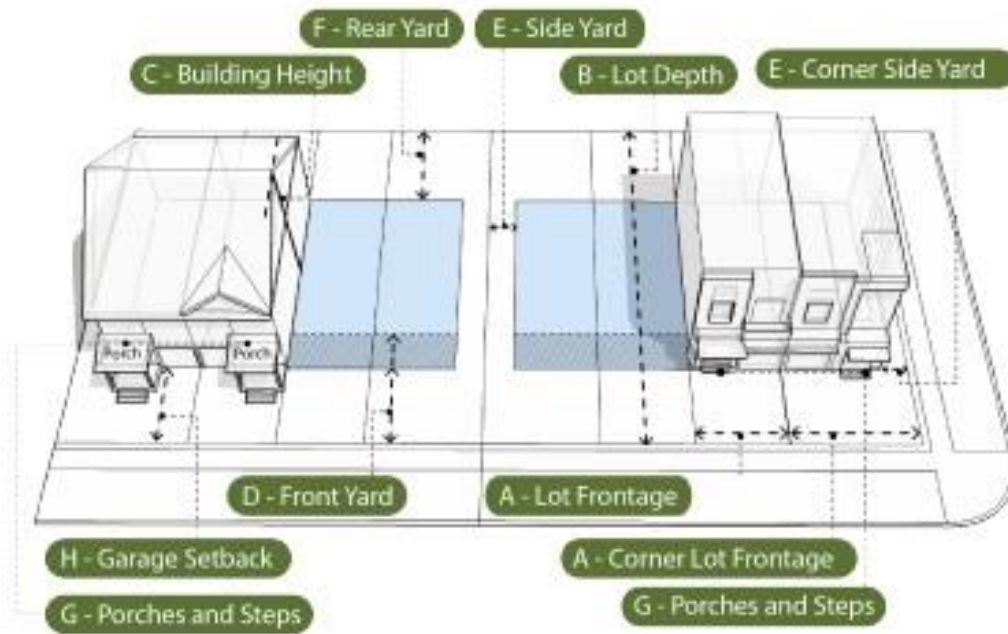 F - Rear Yard
E - Side Yard
C - Building Height
B - Lot Depth
E - Corner Side Yard
Porch
Porch
D - Front Yard
A - Lot Frontage
H - Garage Setback
A - Corner Lot Frontage
G - Porches and Steps
G - Porches and Steps